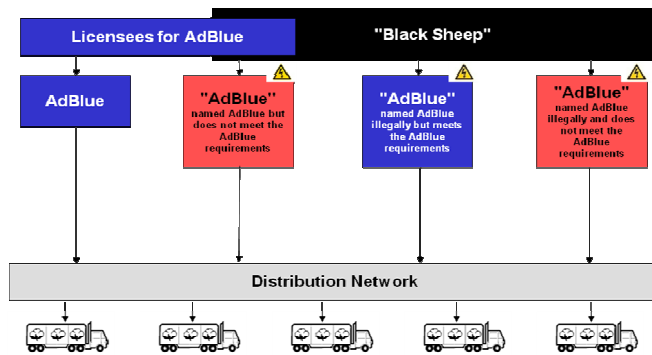 Licensees for AdBlue
"Black Sheep"
AdBlue
"AdBlue"
named AdBlue but
does not meet the
AdBlue
requirements
"AdBlue"
named AdBlue
illegally but meets
the AdBlue
requirements
"AdBlue"
named AdBlue
illegally and does
not meet the
AdBlue
requirements
Distribution Network